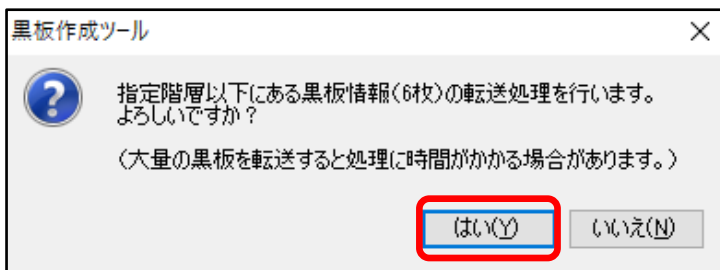 黒板作成ツール
指定階層以下にある黒板情報(6枚)の転送処理を行います。
よろしいですか?
(大量の黒板を転送すると処理に時間がかかる場合があります。)
はい(Y) いいえ(N)